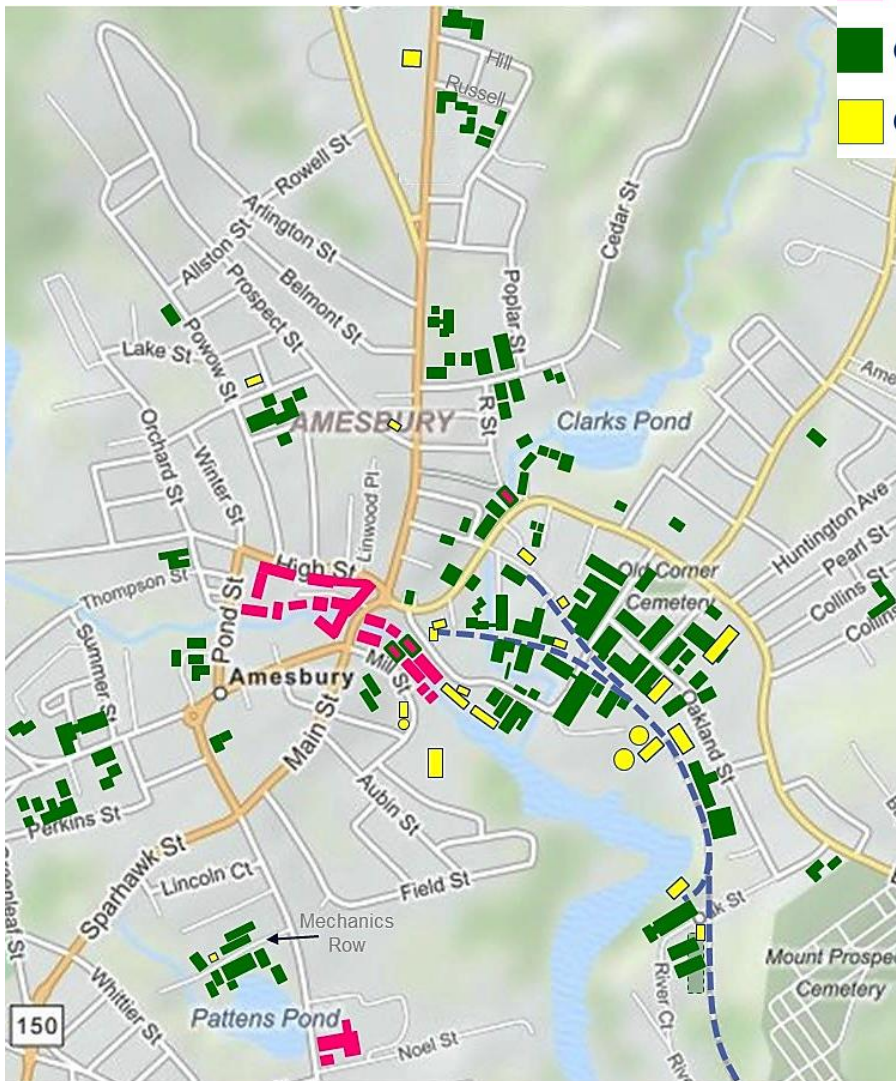 Hill
Russell
Rowell St
Cedar St
Arlington St
Allston St
Prospect St
Belmont St
Poplar St
Powow St
Lake St
R St
AMESBURY
Clarks Pond
Orchard St
Winter St
Linwood Pl
Huntington Ave
Pearl St
Collins St
High St
Old Corner
Cemetery
Thompson St
Pond St
Summer St
Mill St
Amesbury
Main St
Oakland St
Aubin St
Perkins St
Sparhawk St
Lincoln Ct
Field St
Mechanics
Row
Greenleaf St
Whittier St
Mount
Cemetery
River Ct
150
Pattens Pond
Noel St